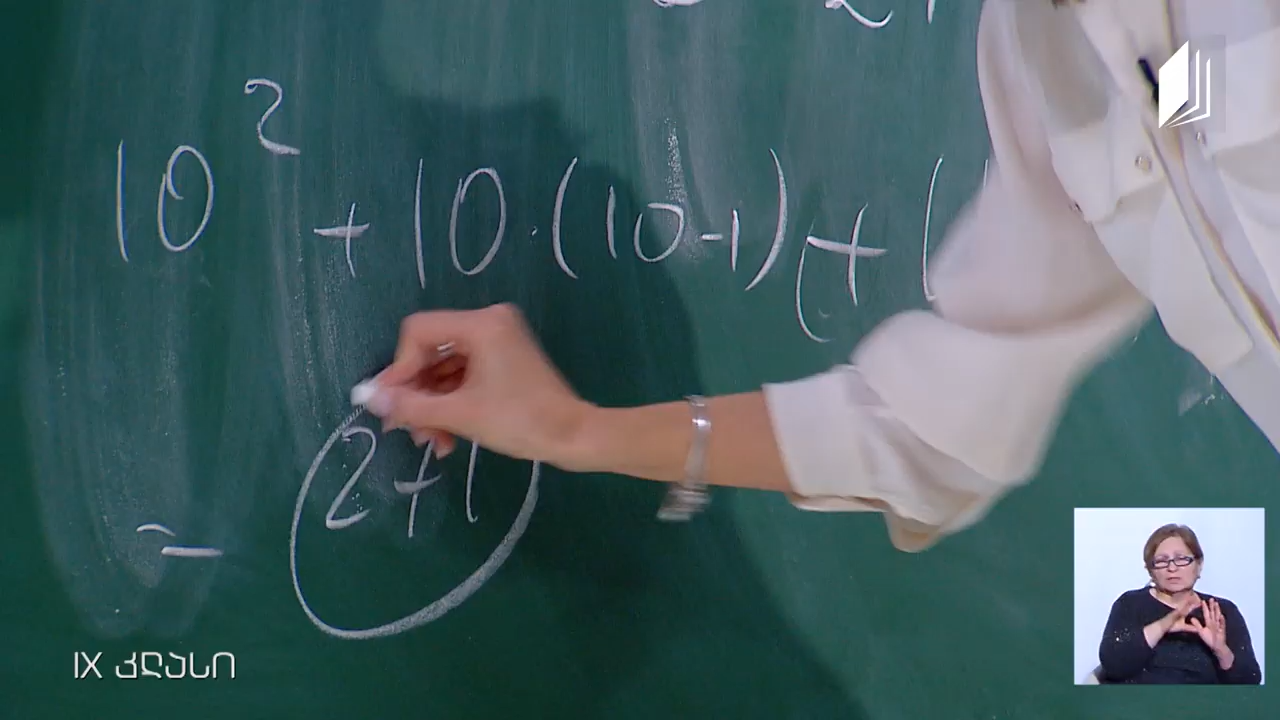 10² + 10·(10-1) + (
= 2+1
IX კლასი